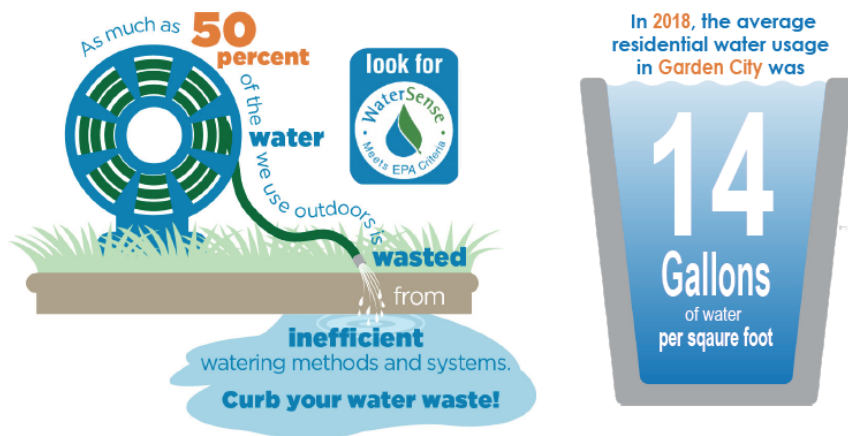 As much as 50 percent
of the water we use outdoors is wasted
from
inefficient
watering methods and systems.
Curb your water waste!
look for
WaterSense
Meets EPA Criteria
In 2018, the average
residential water usage
in Garden City was
14
Gallons
of water
per sqaure foot